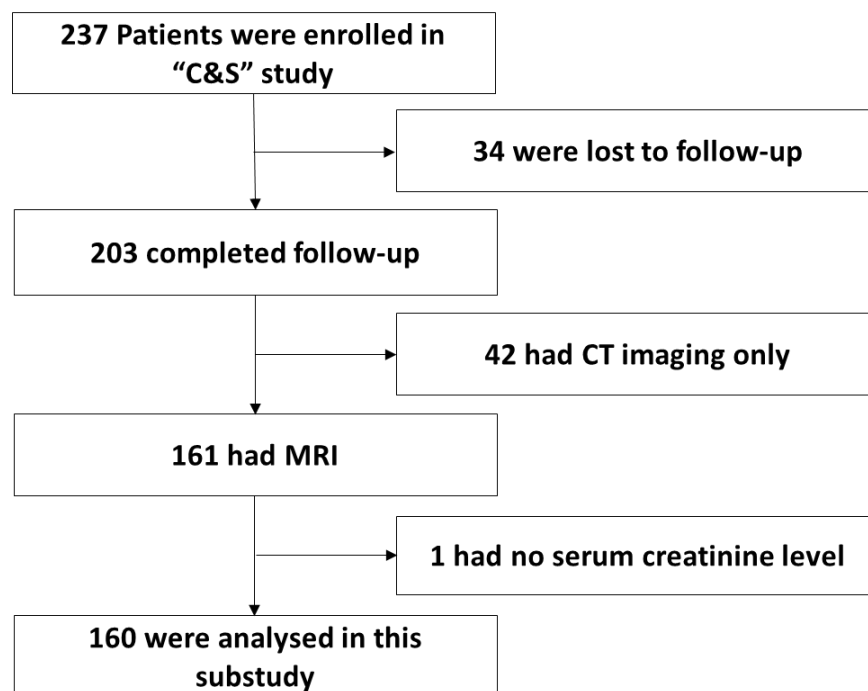 237 Patients were enrolled in
“C&S” study
34 were lost to follow-up
203 completed follow-up
42 had CT imaging only
161 had MRI
1 had no serum creatinine level
160 were analysed in this
substudy